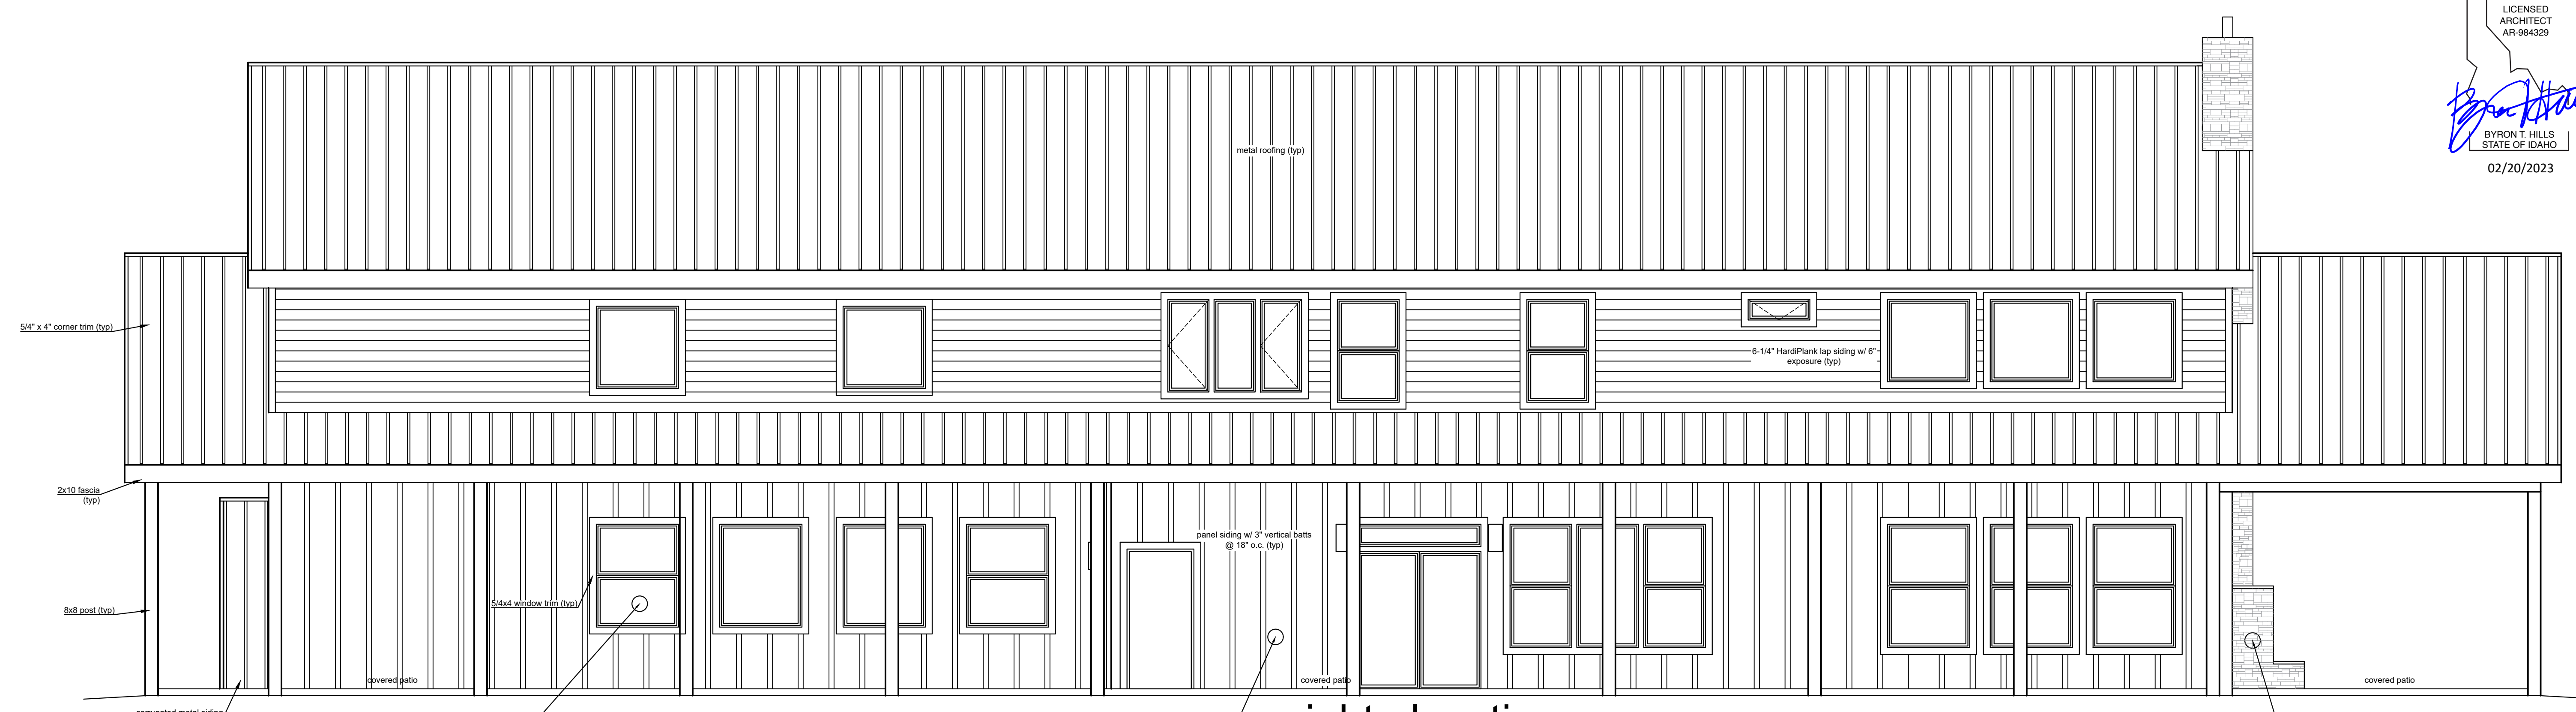 LICENSED
ARCHITECT
AR-984329
BYRON T. HILLS
STATE OF IDAHO
02/20/2023
metal roofing (typ)
5/4" x 4" corner trim (typ)
6-1/4" HardiPlank lap siding w/ 6"
exposure (typ)
2x10 fascia
(typ)
panel siding w/ 3" vertical batts
@ 18" o.c. (typ)
5/4x4 window trim (typ)
8x8 post (typ)
covered patio
covered patio
covered patio